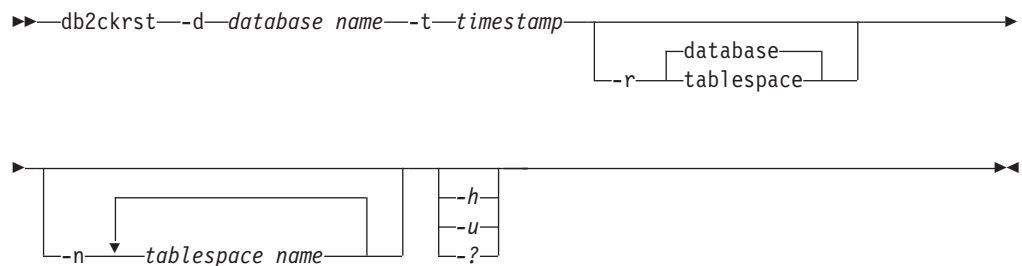 db2ckrst -d database name -t timestamp
database
-r tablespace
-n tablespace name
-h
-u
-?